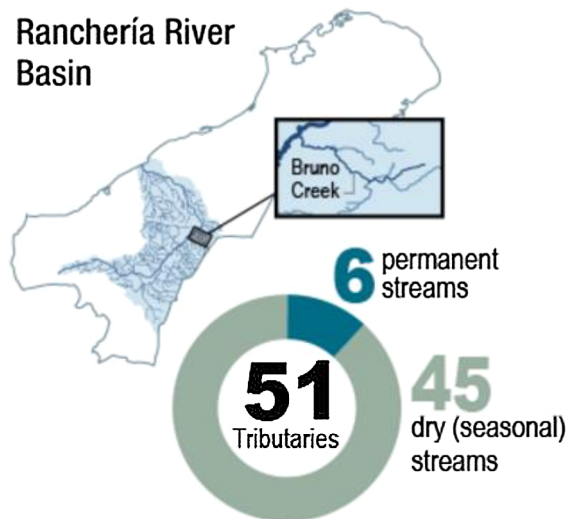 Ranchería River
Basin
Bruno
Creek
6 permanent
streams
51
Tributaries
45
dry (seasonal)
streams